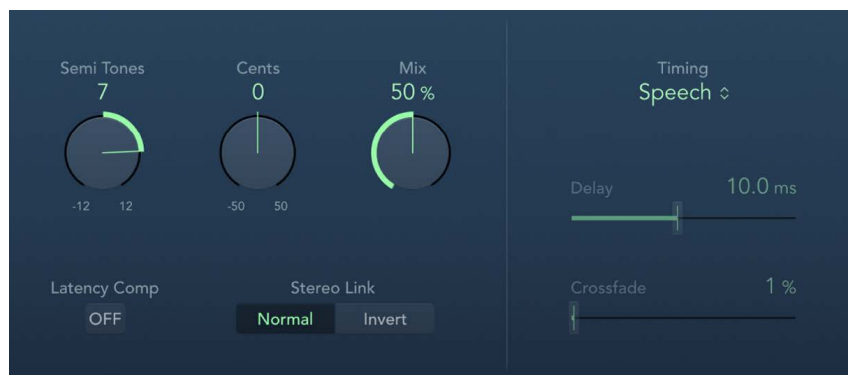 Semi Tones
7
-12 12
Cents
0
-50 50
Mix
50 %
Latency Comp
OFF
Stereo Link
Normal Invert
Timing
Speech
Delay 10.0 ms
Crossfade 1 %